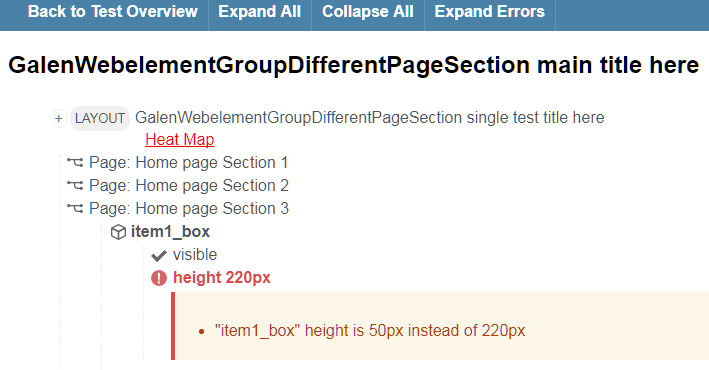 Back to Test Overview Expand All Collapse All Expand Errors
GalenWebelementGroupDifferentPageSection main title here
+ LAYOUT GalenWebelementGroupDifferentPageSection single test title here
Heat Map
Page: Home page Section 1
Page: Home page Section 2
Page: Home page Section 3
item1_box
visible
height 220px
• "item1_box" height is 50px instead of 220px